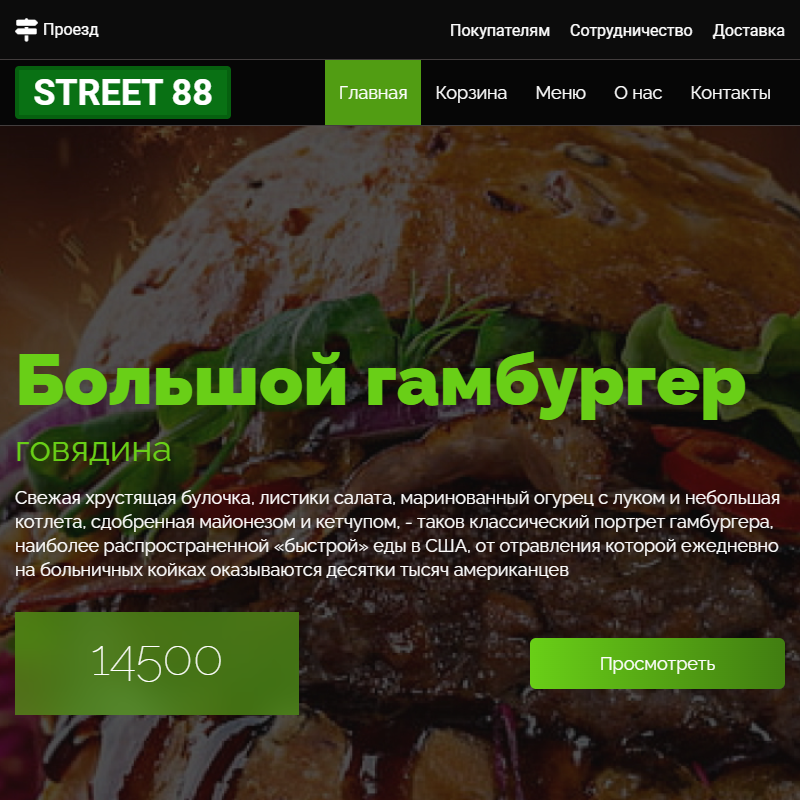 Проезд
Покупателям Сотрудничество Доставка
STREET 88
Главная Корзина Меню О нас Контакты
Большой гамбургер
говядина
Свежая хрустящая булочка, листики салата, маринованный огурец с луком и небольшая
котлета, сдобренная майонезом и кетчупом, - таков классический портрет гамбургера,
наиболее распространенной «быстрой» еды в США, от отравления которой ежедневно
на больничных койках оказываются десятки тысяч американцев
14500
Просмотреть